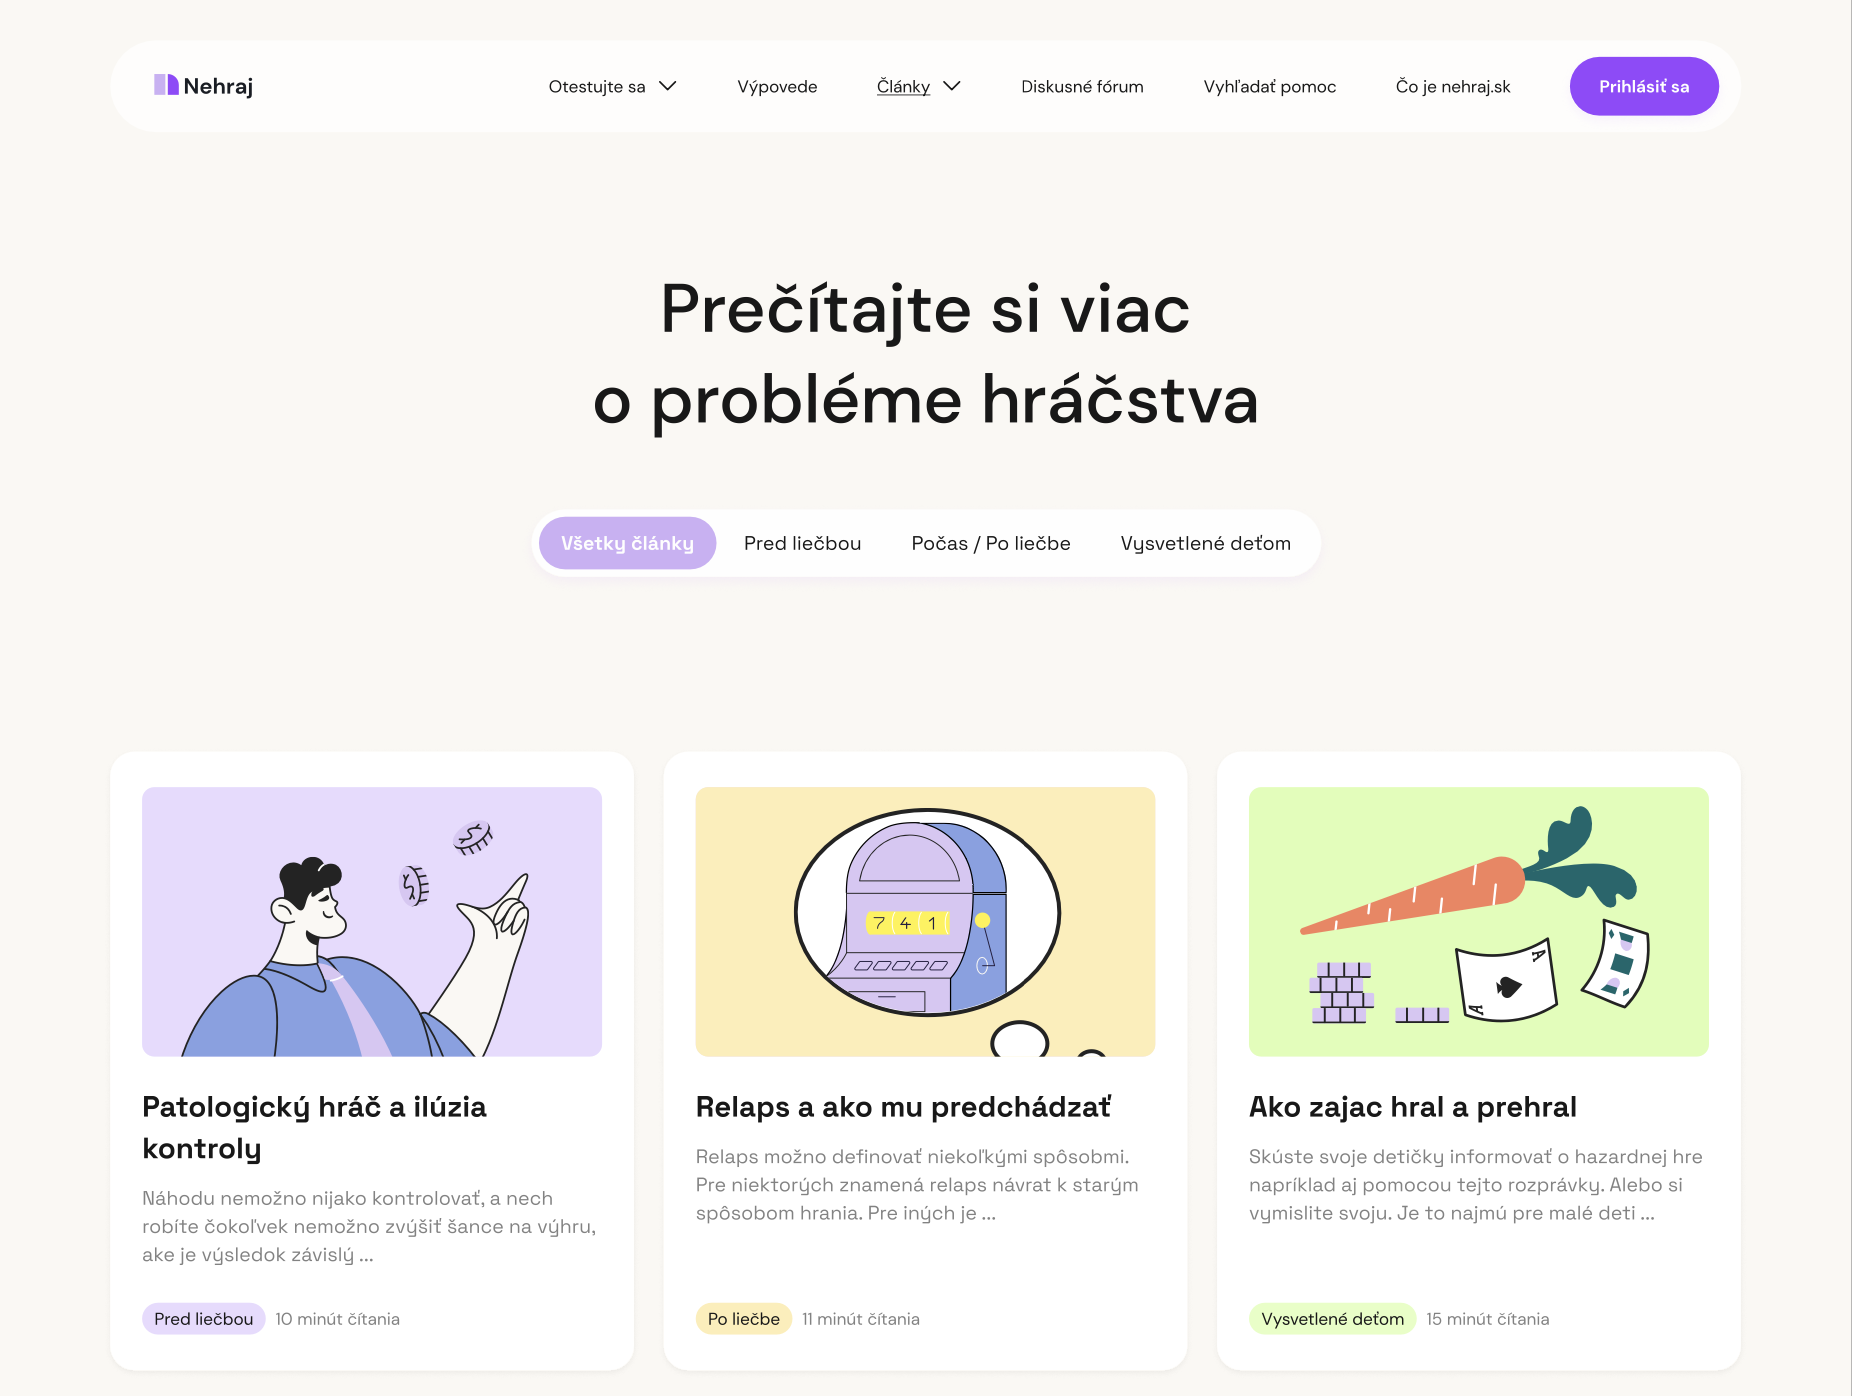 Nehraj
Otestujte sa
Výpovede
Články
Diskusné fórum
Vyhľadať pomoc
Čo je nehraj.sk
Prihlásiť sa
Prečítajte si viac
o probléme hráčstva
Všetky články
Pred liečbou
Počas / Po liečbe
Vysvetlené deťom
7 4 1
A
A
Patologický hráč a ilúzia
kontroly
Náhodu nemožno nijako kontrolovať, a nech
robíte čokoľvek nemožno zvýšiť šance na výhru,
ake je výsledok závislý ...
Pred liečbou
10 minút čítania
Relaps a ako mu predchádzať
Relaps možno definovať niekoľkými spôsobmi.
Pre niektorých znamená relaps návrat k starým
spôsobom hrania. Pre iných je ...
Po liečbe
11 minút čítania
Ako zajac hral a prehral
Skúste svoje detičky informovať o hazardnej hre
napríklad aj pomocou tejto rozprávky. Alebo si
vymislite svoju. Je to najmú pre malé deti ...
Vysvetlené deťom
15 minút čítania